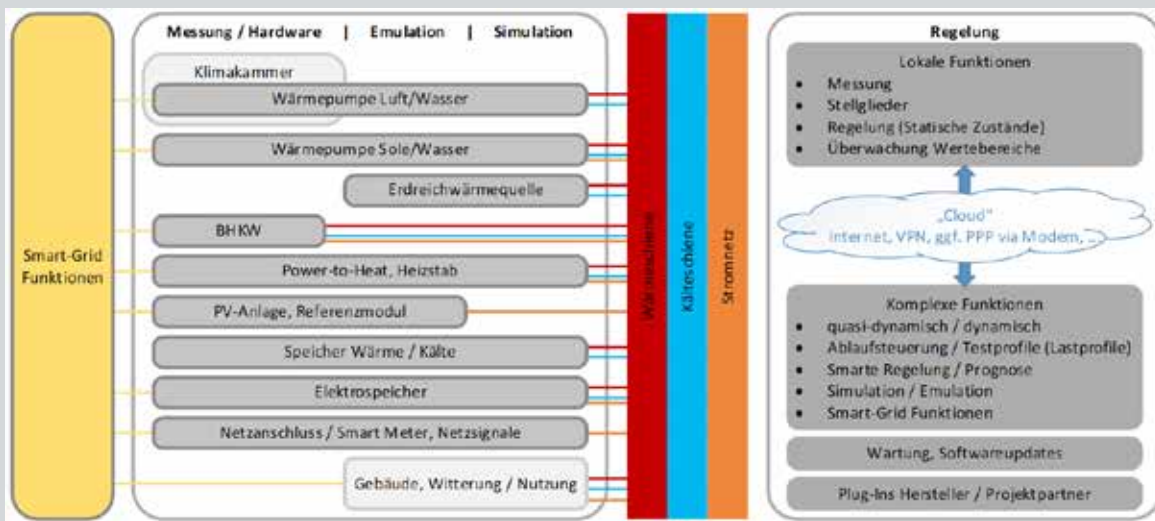 Smart-Grid
Funktionen
Messung / Hardware | Emulation | Simulation
Klimakammer
Wärmepumpe Luft/Wasser
Wärmepumpe Sole/Wasser
Erdreichwärmequelle
BHKW
Power-to-Heat, Heizstab
PV-Anlage, Referenzmodul
Speicher Wärme / Kälte
Elektrospeicher
Netzanschluss / Smart Meter, Netzsignale
Gebäude, Witterung / Nutzung
Wärmeschiene
Kälteschiene
Stromnetz
Regelung
Lokale Funktionen
• Messung
• Stellglieder
• Regelung (Statische Zustände)
• Überwachung Wertebereiche
„Cloud“
Internet, VPN, ggf. PPP via Modem, ...
Komplexe Funktionen
• quasi-dynamisch / dynamisch
• Ablaufsteuerung / Testprofile (Lastprofile)
• Smarte Regelung / Prognose
• Simulation / Emulation
• Smart-Grid Funktionen
Wartung, Softwareupdates
Plug-Ins Hersteller / Projektpartner